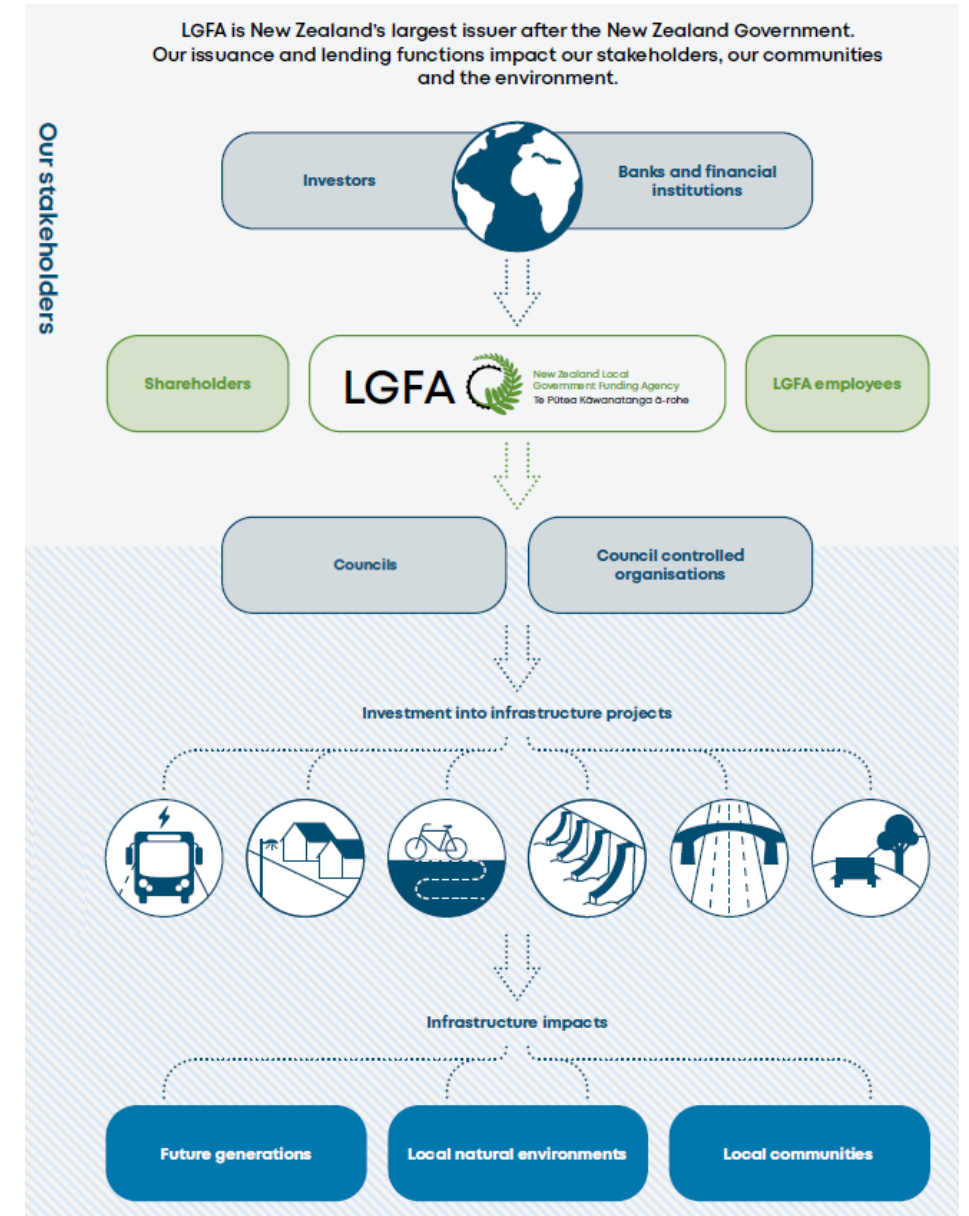 LGFA is New Zealand's largest issuer after the New Zealand Government.
Our issuance and lending functions impact our stakeholders, our communities
and the environment.
Our stakeholders
Investors
Banks and financial
institutions
Shareholders
LGFA
New Zealand Local
Government Funding Agency
Te Pūtea Kāwanatanga ā-rohe
LGFA employees
Councils
Council controlled
organisations
Investment into infrastructure projects
Infrastructure impacts
Future generations
Local natural environments
Local communities